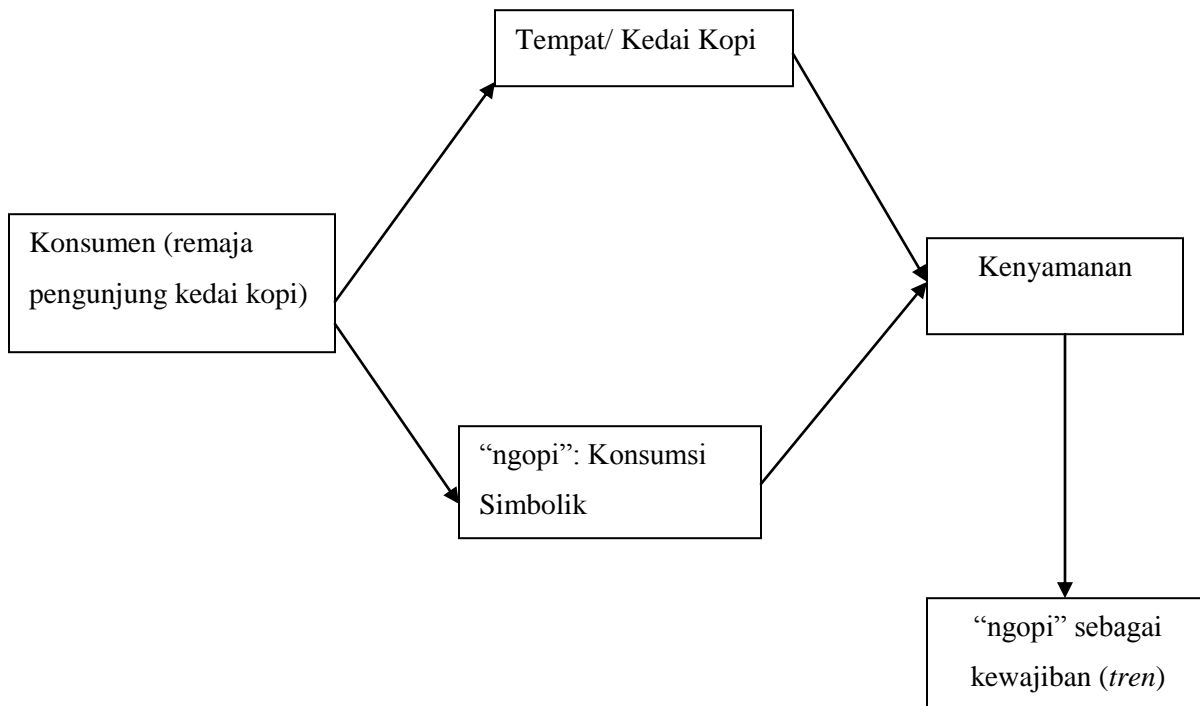 Tempat/ Kedai Kopi
Konsumen (remaja
pengunjung kedai kopi)
Kenyamanan
“ngopi”: Konsumsi
Simbolik
“ngopi” sebagai
kewajiban (tren)